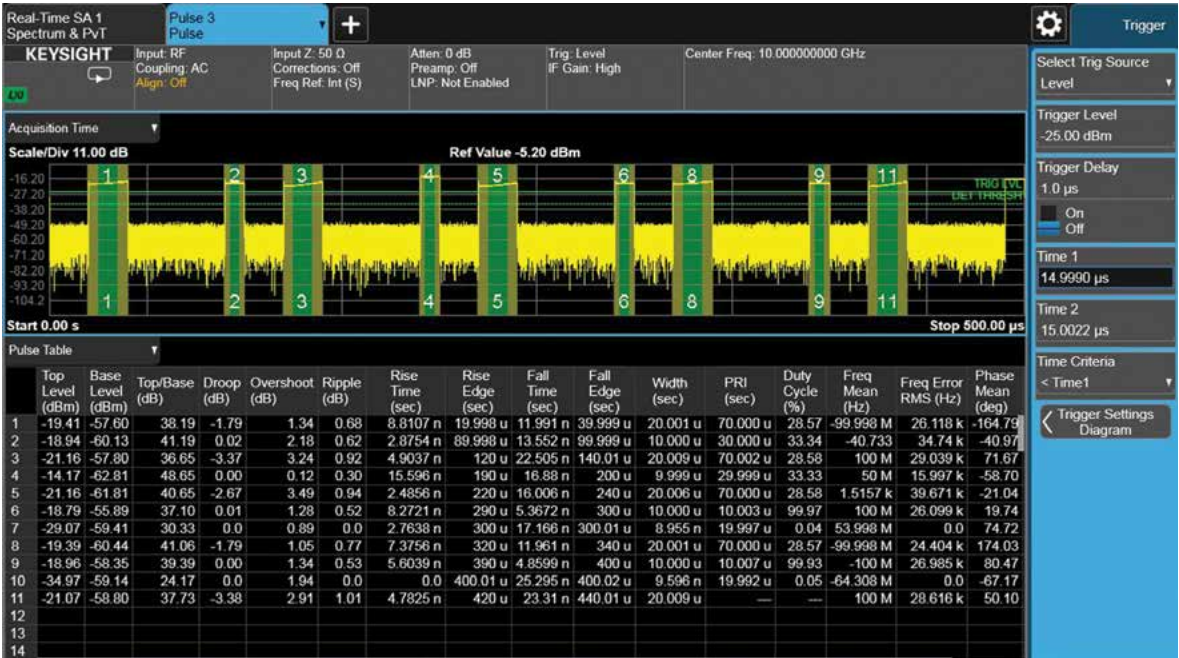 Real-Time SA 1
Spectrum & PvT
Pulse 3
Pulse
Trigger
KEYSIGHT
Input: RF
Coupling: AC
Align: Off
Input Z: 50 Ω
Corrections: Off
Freq Ref: Int (S)
Atten: 0 dB
Preamp: Off
LNP: Not Enabled
Trig: Level
IF Gain: High
Center Freq: 10.000000000 GHz
Select Trig Source
Level
Trigger Level
-25.00 dBm
Trigger Delay
1.0 µs
On
Off
Time 1
14.9990 µs
Time 2
15.0022 µs
Time Criteria
< Time1
Trigger Settings
Diagram
Acquisition Time
Scale/Div 11.00 dB Ref Value -5.20 dBm
1 2 3 4 5 6 8 9 11
TRIG LVL
DET THRESH
-16.20
-27.20
-38.20
-49.20
-60.20
-71.20
-82.20
-93.20
-104.2
1 2 3 4 5 6 8 9 11
Start 0.00 s Stop 500.00 µs
Pulse Table
Top Level (dBm) Base Level (dBm) Top/Base (dB) Droop (dB) Overshoot (dB) Ripple (dB) Rise Time (sec) Rise Edge (sec) Fall Time (sec) Fall Edge (sec) Width (sec) PRI (sec) Duty Cycle (%) Freq Mean (Hz) Freq Error RMS (Hz) Phase Mean (deg)
1 -19.41 -57.60 38.19 -1.79 1.34 0.68 8.8107 n 19.998 u 11.991 n 39.999 u 20.001 u 70.000 u 28.57 -99.998 M 26.118 k -164.79
2 -18.94 -60.13 41.19 0.02 2.18 0.62 2.8754 n 89.998 u 13.552 n 99.999 u 10.000 u 30.000 u 33.34 -40.733 34.74 k -40.97
3 -21.16 -57.80 36.65 -3.37 3.24 0.92 4.9037 n 120 u 22.505 n 140.01 u 20.009 u 70.002 u 28.58 100 M 29.039 k 71.67
4 -14.17 -62.81 48.65 0.00 0.12 0.30 15.596 n 190 u 16.88 n 200 u 9.999 u 29.999 u 33.33 50 M 15.997 k -58.70
5 -21.16 -61.81 40.65 -2.67 3.49 0.94 2.4856 n 220 u 16.006 n 240 u 20.006 u 70.000 u 28.58 1.5157 k 39.671 k -21.04
6 -18.79 -55.89 37.10 0.01 1.28 0.52 8.2721 n 290 u 5.3672 n 300 u 10.000 u 10.003 u 99.97 100 M 26.099 k 19.74
7 -29.07 -59.41 30.33 0.0 0.89 0.0 2.7638 n 300 u 17.166 n 300.01 u 8.955 n 19.997 u 0.04 53.998 M 0.0 74.72
8 -19.39 -60.44 41.06 -1.79 1.05 0.77 7.3756 n 320 u 11.961 n 340 u 20.001 u 70.000 u 28.57 -99.998 M 24.404 k 174.03
9 -18.96 -58.35 39.39 0.00 1.34 0.53 5.6039 n 390 u 4.8599 n 400 u 10.000 u 10.007 u 99.93 -100 M 26.985 k 80.47
10 -34.97 -59.14 24.17 0.0 1.94 0.0 0.0 400.01 u 25.295 n 400.02 u 9.596 n 19.992 u 0.05 -64.308 M 0.0 -67.17
11 -21.07 -58.80 37.73 -3.38 2.91 1.01 4.7825 n 420 u 23.31 n 440.01 u 20.009 u --- --- 100 M 28.616 k 50.10
12
13
14